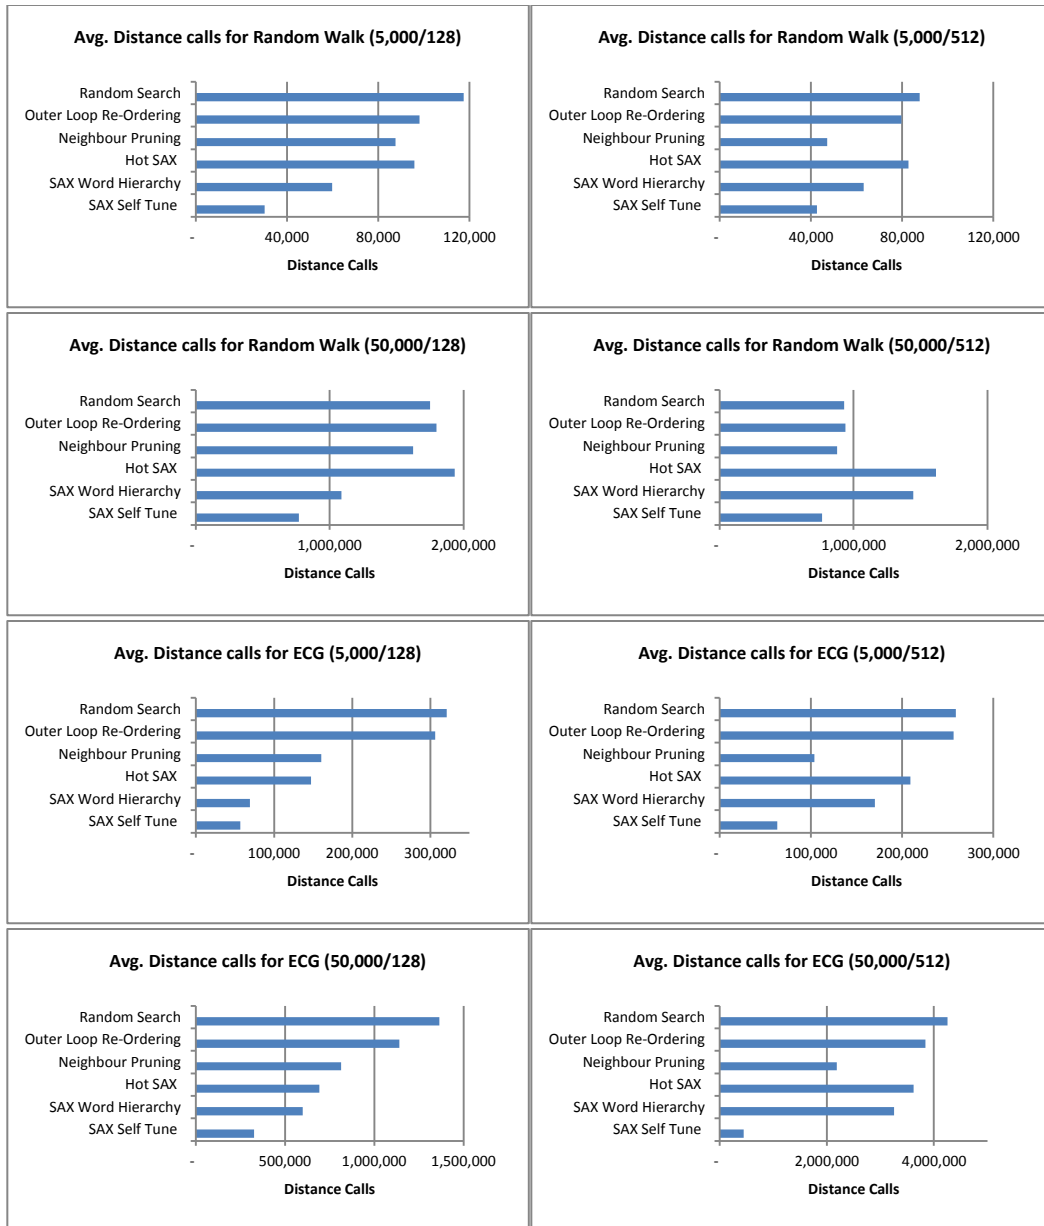 Avg. Distance calls for Random Walk (5,000/128)
Random Search
Outer Loop Re-Ordering
Neighbour Pruning
Hot SAX
SAX Word Hierarchy
SAX Self Tune
- 40,000 80,000 120,000
Distance Calls
Avg. Distance calls for Random Walk (5,000/512)
Random Search
Outer Loop Re-Ordering
Neighbour Pruning
Hot SAX
SAX Word Hierarchy
SAX Self Tune
- 40,000 80,000 120,000
Distance Calls
Avg. Distance calls for Random Walk (50,000/128)
Random Search
Outer Loop Re-Ordering
Neighbour Pruning
Hot SAX
SAX Word Hierarchy
SAX Self Tune
- 1,000,000 2,000,000
Distance Calls
Avg. Distance calls for Random Walk (50,000/512)
Random Search
Outer Loop Re-Ordering
Neighbour Pruning
Hot SAX
SAX Word Hierarchy
SAX Self Tune
- 1,000,000 2,000,000
Distance Calls
Avg. Distance calls for ECG (5,000/128)
Random Search
Outer Loop Re-Ordering
Neighbour Pruning
Hot SAX
SAX Word Hierarchy
SAX Self Tune
- 100,000 200,000 300,000
Distance Calls
Avg. Distance calls for ECG (5,000/512)
Random Search
Outer Loop Re-Ordering
Neighbour Pruning
Hot SAX
SAX Word Hierarchy
SAX Self Tune
- 100,000 200,000 300,000
Distance Calls
Avg. Distance calls for ECG (50,000/128)
Random Search
Outer Loop Re-Ordering
Neighbour Pruning
Hot SAX
SAX Word Hierarchy
SAX Self Tune
- 500,000 1,000,000 1,500,000
Distance Calls
Avg. Distance calls for ECG (50,000/512)
Random Search
Outer Loop Re-Ordering
Neighbour Pruning
Hot SAX
SAX Word Hierarchy
SAX Self Tune
- 2,000,000 4,000,000
Distance Calls